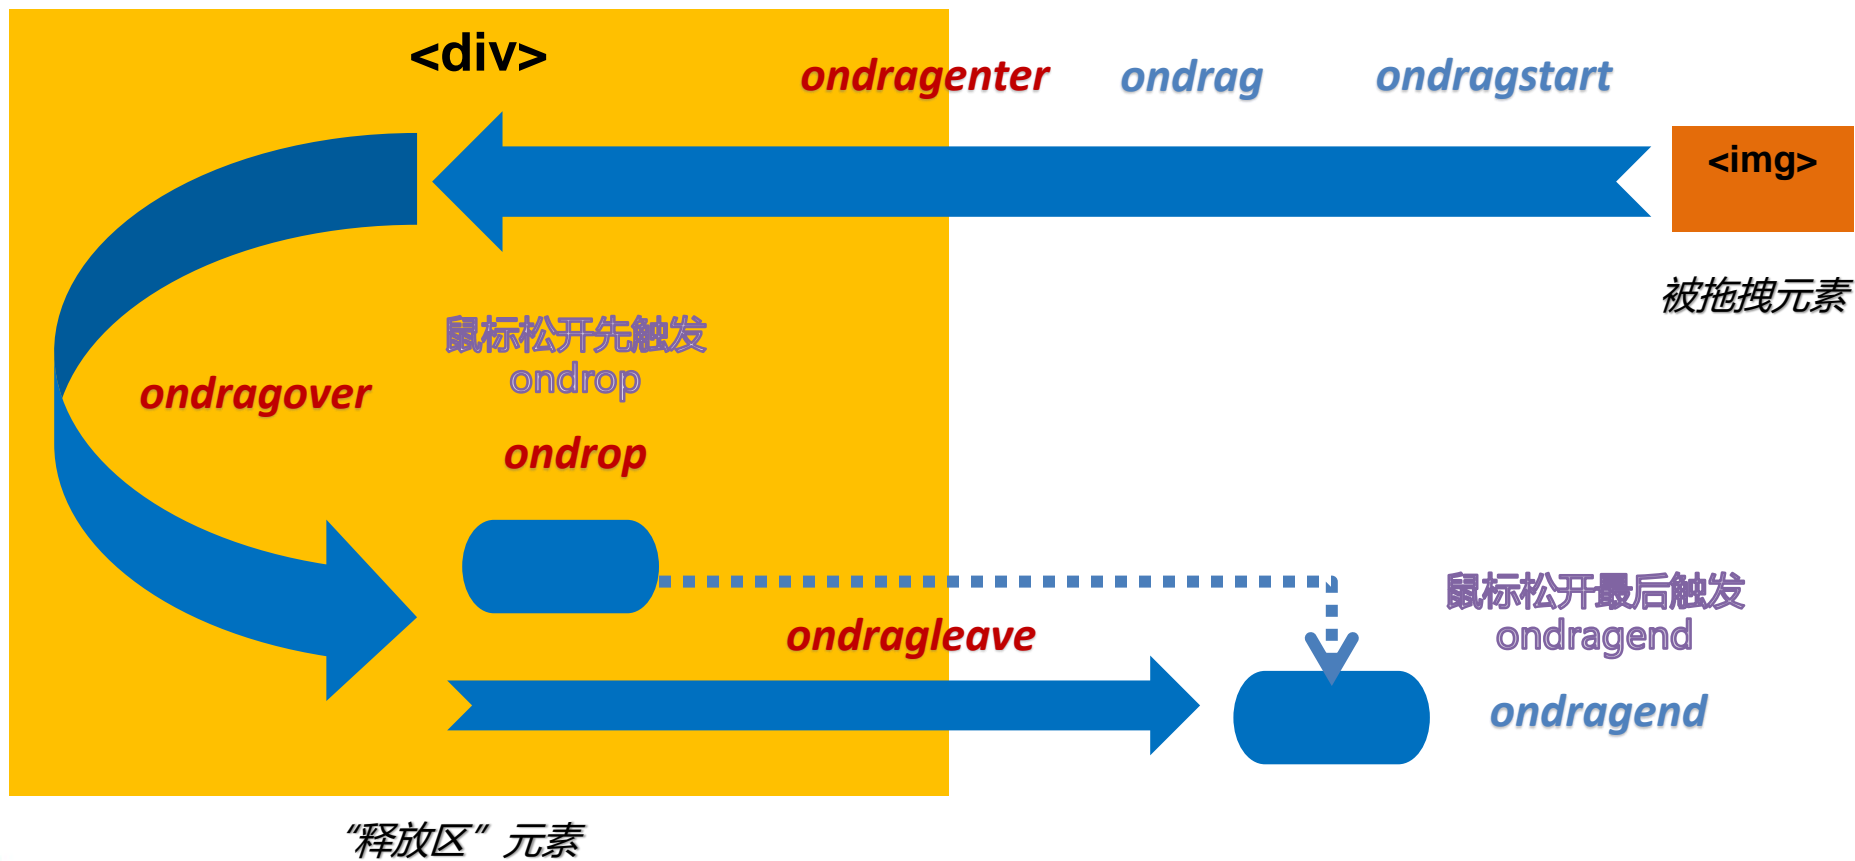 <div>
ondragenter
ondrag
ondragstart
<img>
被拖拽元素
鼠标松开先触发
ondrop
ondragover
ondrop
鼠标松开最后触发
ondragend
ondragleave
ondragend
“释放区”元素